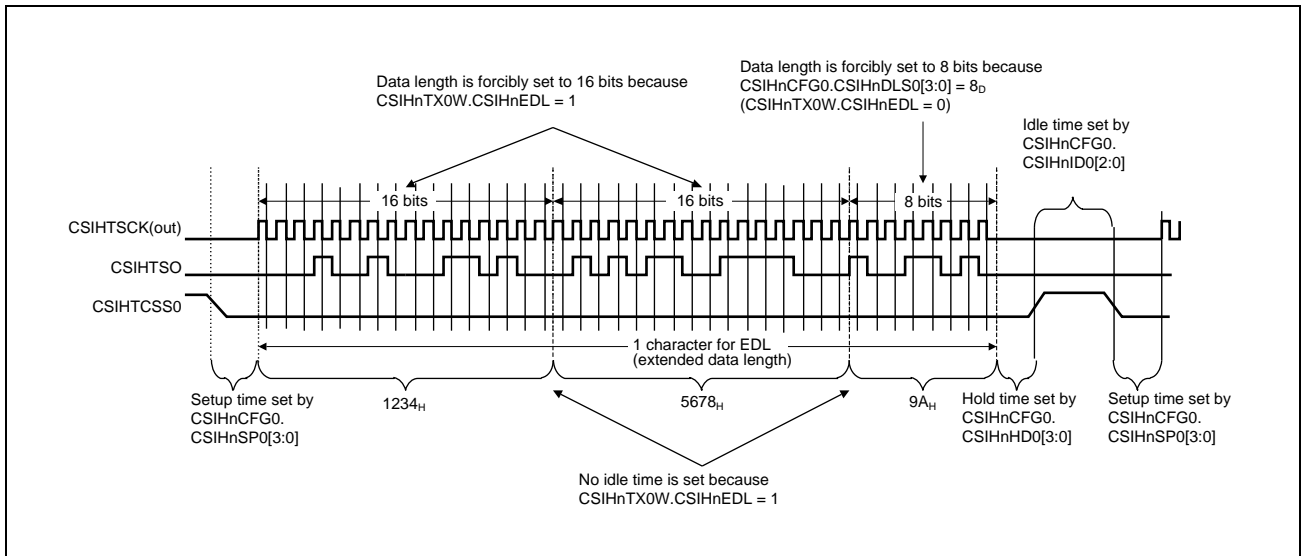 Data length is forcibly set to 16 bits because
CSIHnTX0W.CSIHnEDL = 1
Data length is forcibly set to 8 bits because
CSIHnCFG0.CSIHnDLS0[3:0] = 8D
(CSIHnTX0W.CSIHnEDL = 0)
Idle time set by
CSIHnCFG0.
CSIHnID0[2:0]
16 bits
16 bits
8 bits
CSIHTSCK(out)
CSIHTSO
CSIHTCSS0
1 character for EDL
(extended data length)
Setup time set by
CSIHnCFG0.
CSIHnSP0[3:0]
1234H
5678H
9AH
Hold time set by
CSIHnCFG0.
CSIHnHD0[3:0]
Setup time set by
CSIHnCFG0.
CSIHnSP0[3:0]
No idle time is set because
CSIHnTX0W.CSIHnEDL = 1